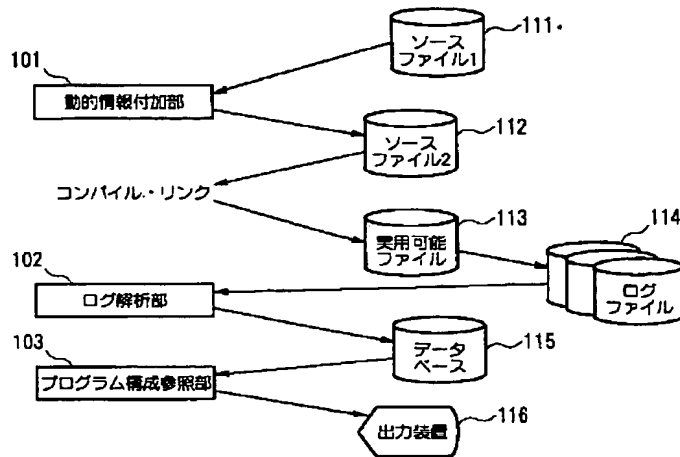 111.
ソース
ファイル1
101
動的情報付加部
112
ソース
ファイル2
コンパイル・リンク
113
実用可能
ファイル
114
ログ
ファイル
102
ログ解析部
データ
ベース
115
103
プログラム構成参照部
出力装置
116